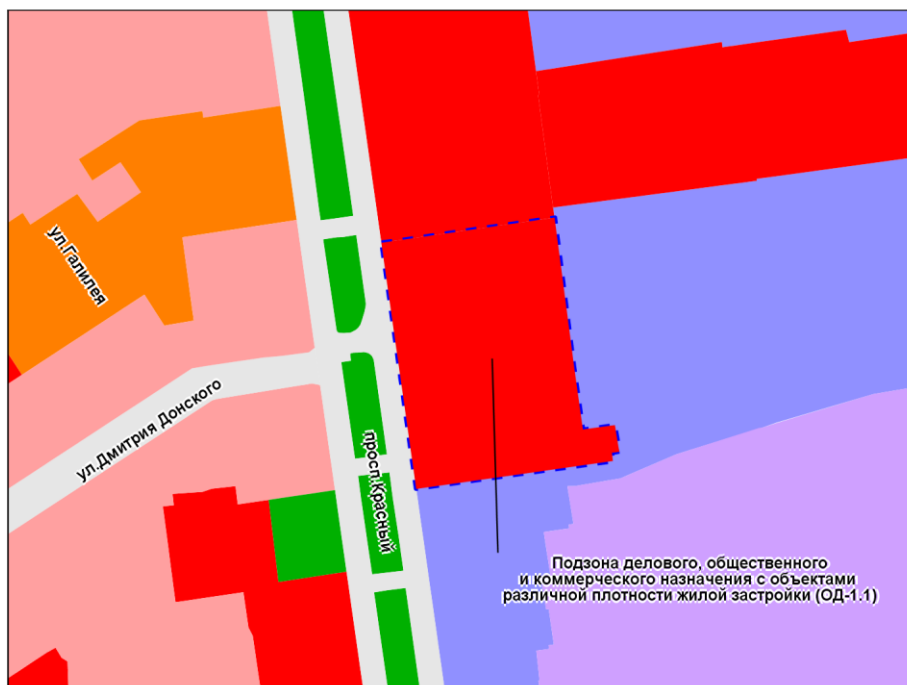 ул.Галилея
ул.Дмитрия Донского
просп.Красный
Подзона делового, общественного
и коммерческого назначения с объектами
различной плотности жилой застройки (ОД-1.1)